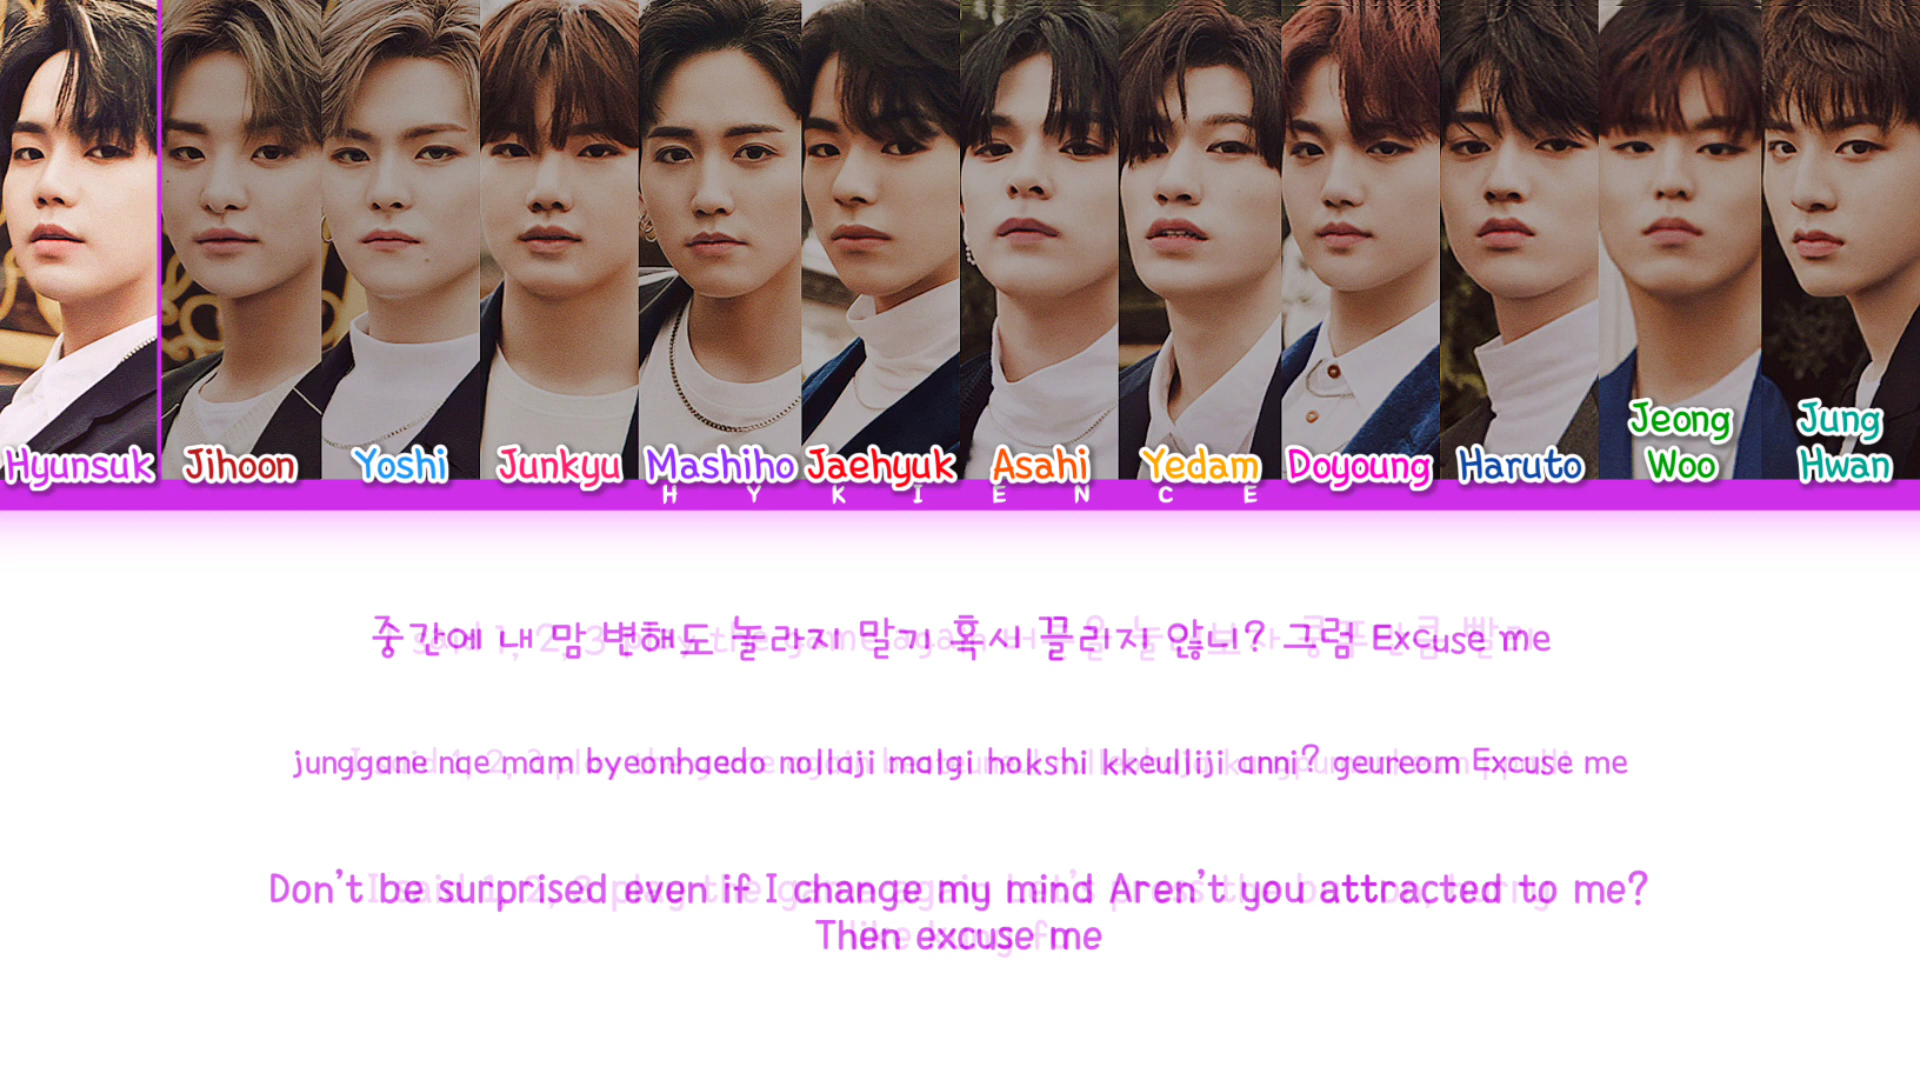 Hyunsuk Jihoon Yoshi Junkyu Mashiho Jaehyuk Asahi Yedam Doyoung Haruto Jeong Woo Jung Hwan
H Y K I E N C E
중간에 내 맘 변해도 놀라지 말기 혹시 끌리지 않니? 그럼 Excuse me
junggane nae mam byeonhaedo nollaji malgi hokshi kkeulliji anni? geureom Excuse me
Don't be surprised even if I change my mind Aren't you attracted to me?
Then excuse me